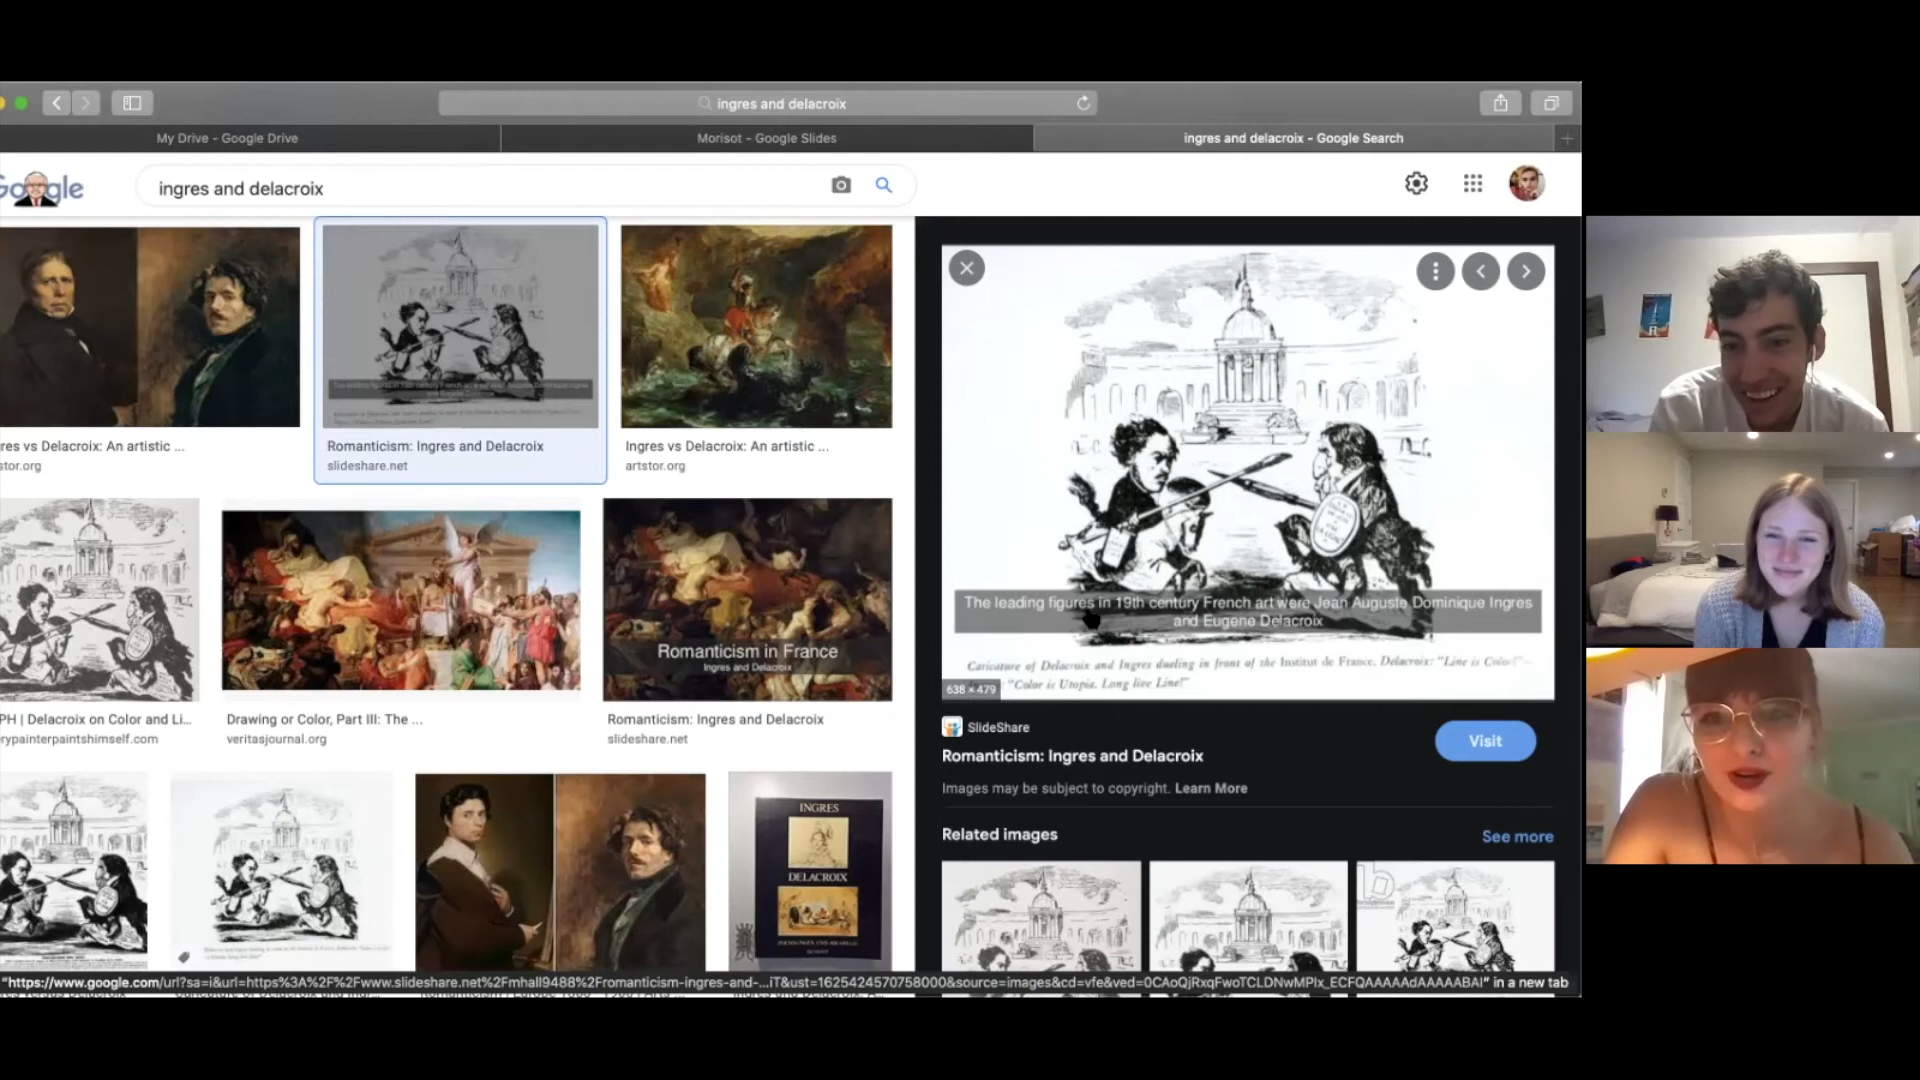 ingres and delacroix
My Drive – Google Drive
Morisot – Google Slides
ingres and delacroix – Google Search
ingres and delacroix
res vs Delacroix: An artistic ...
stor.org
Romanticism: Ingres and Delacroix
slideshare.net
Ingres vs Delacroix: An artistic ...
artstor.org
Romanticism in France
Ingres and Delacroix
PH | Delacroix on Color and Li...
rypainterpaintshimself.com
Drawing or Color, Part III: The ...
veritasjournal.org
Romanticism: Ingres and Delacroix
slideshare.net
INGRES
DELACROIX
The leading figures in 19th century French art were Jean Auguste Dominique Ingres
and Eugene Delacroix
Caricature of Delacroix and Ingres dueling in front of the Institut de France. Delacroix: "Line is Color!"–
: "Color is Utopia. Long live Line!"
638 × 479
SlideShare
Romanticism: Ingres and Delacroix
Visit
Images may be subject to copyright. Learn More
Related images
See more
"https://www.google.com/url?sa=i&url=https%3A%2F%2Fwww.slideshare.net%2Fmhall9488%2Fromanticism-ingres-and-...iT&ust=1625424570758000&source=images&cd=vfe&ved=0CAoQjRxqFwoTCLDNwMPlx_ECFQAAAAAdAAAAABAI" in a new tab